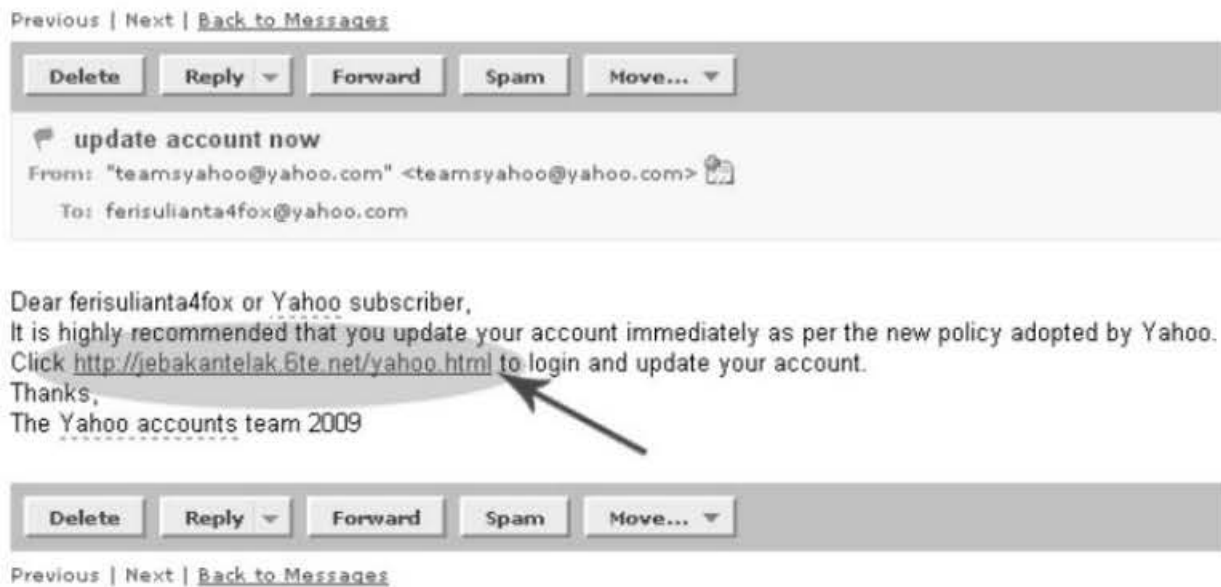 Previous | Next | Back to Messages
Delete Reply Forward Spam Move...
update account now
From: "teamsyahoo@yahoo.com" <teamsyahoo@yahoo.com>
To: ferisulianta4fox@yahoo.com
Dear ferisulianta4fox or Yahoo subscriber,
It is highly recommended that you update your account immediately as per the new policy adopted by Yahoo.
Click http://jebakantelak.6te.net/yahoo.html to login and update your account.
Thanks,
The Yahoo accounts team 2009
Delete Reply Forward Spam Move...
Previous | Next | Back to Messages